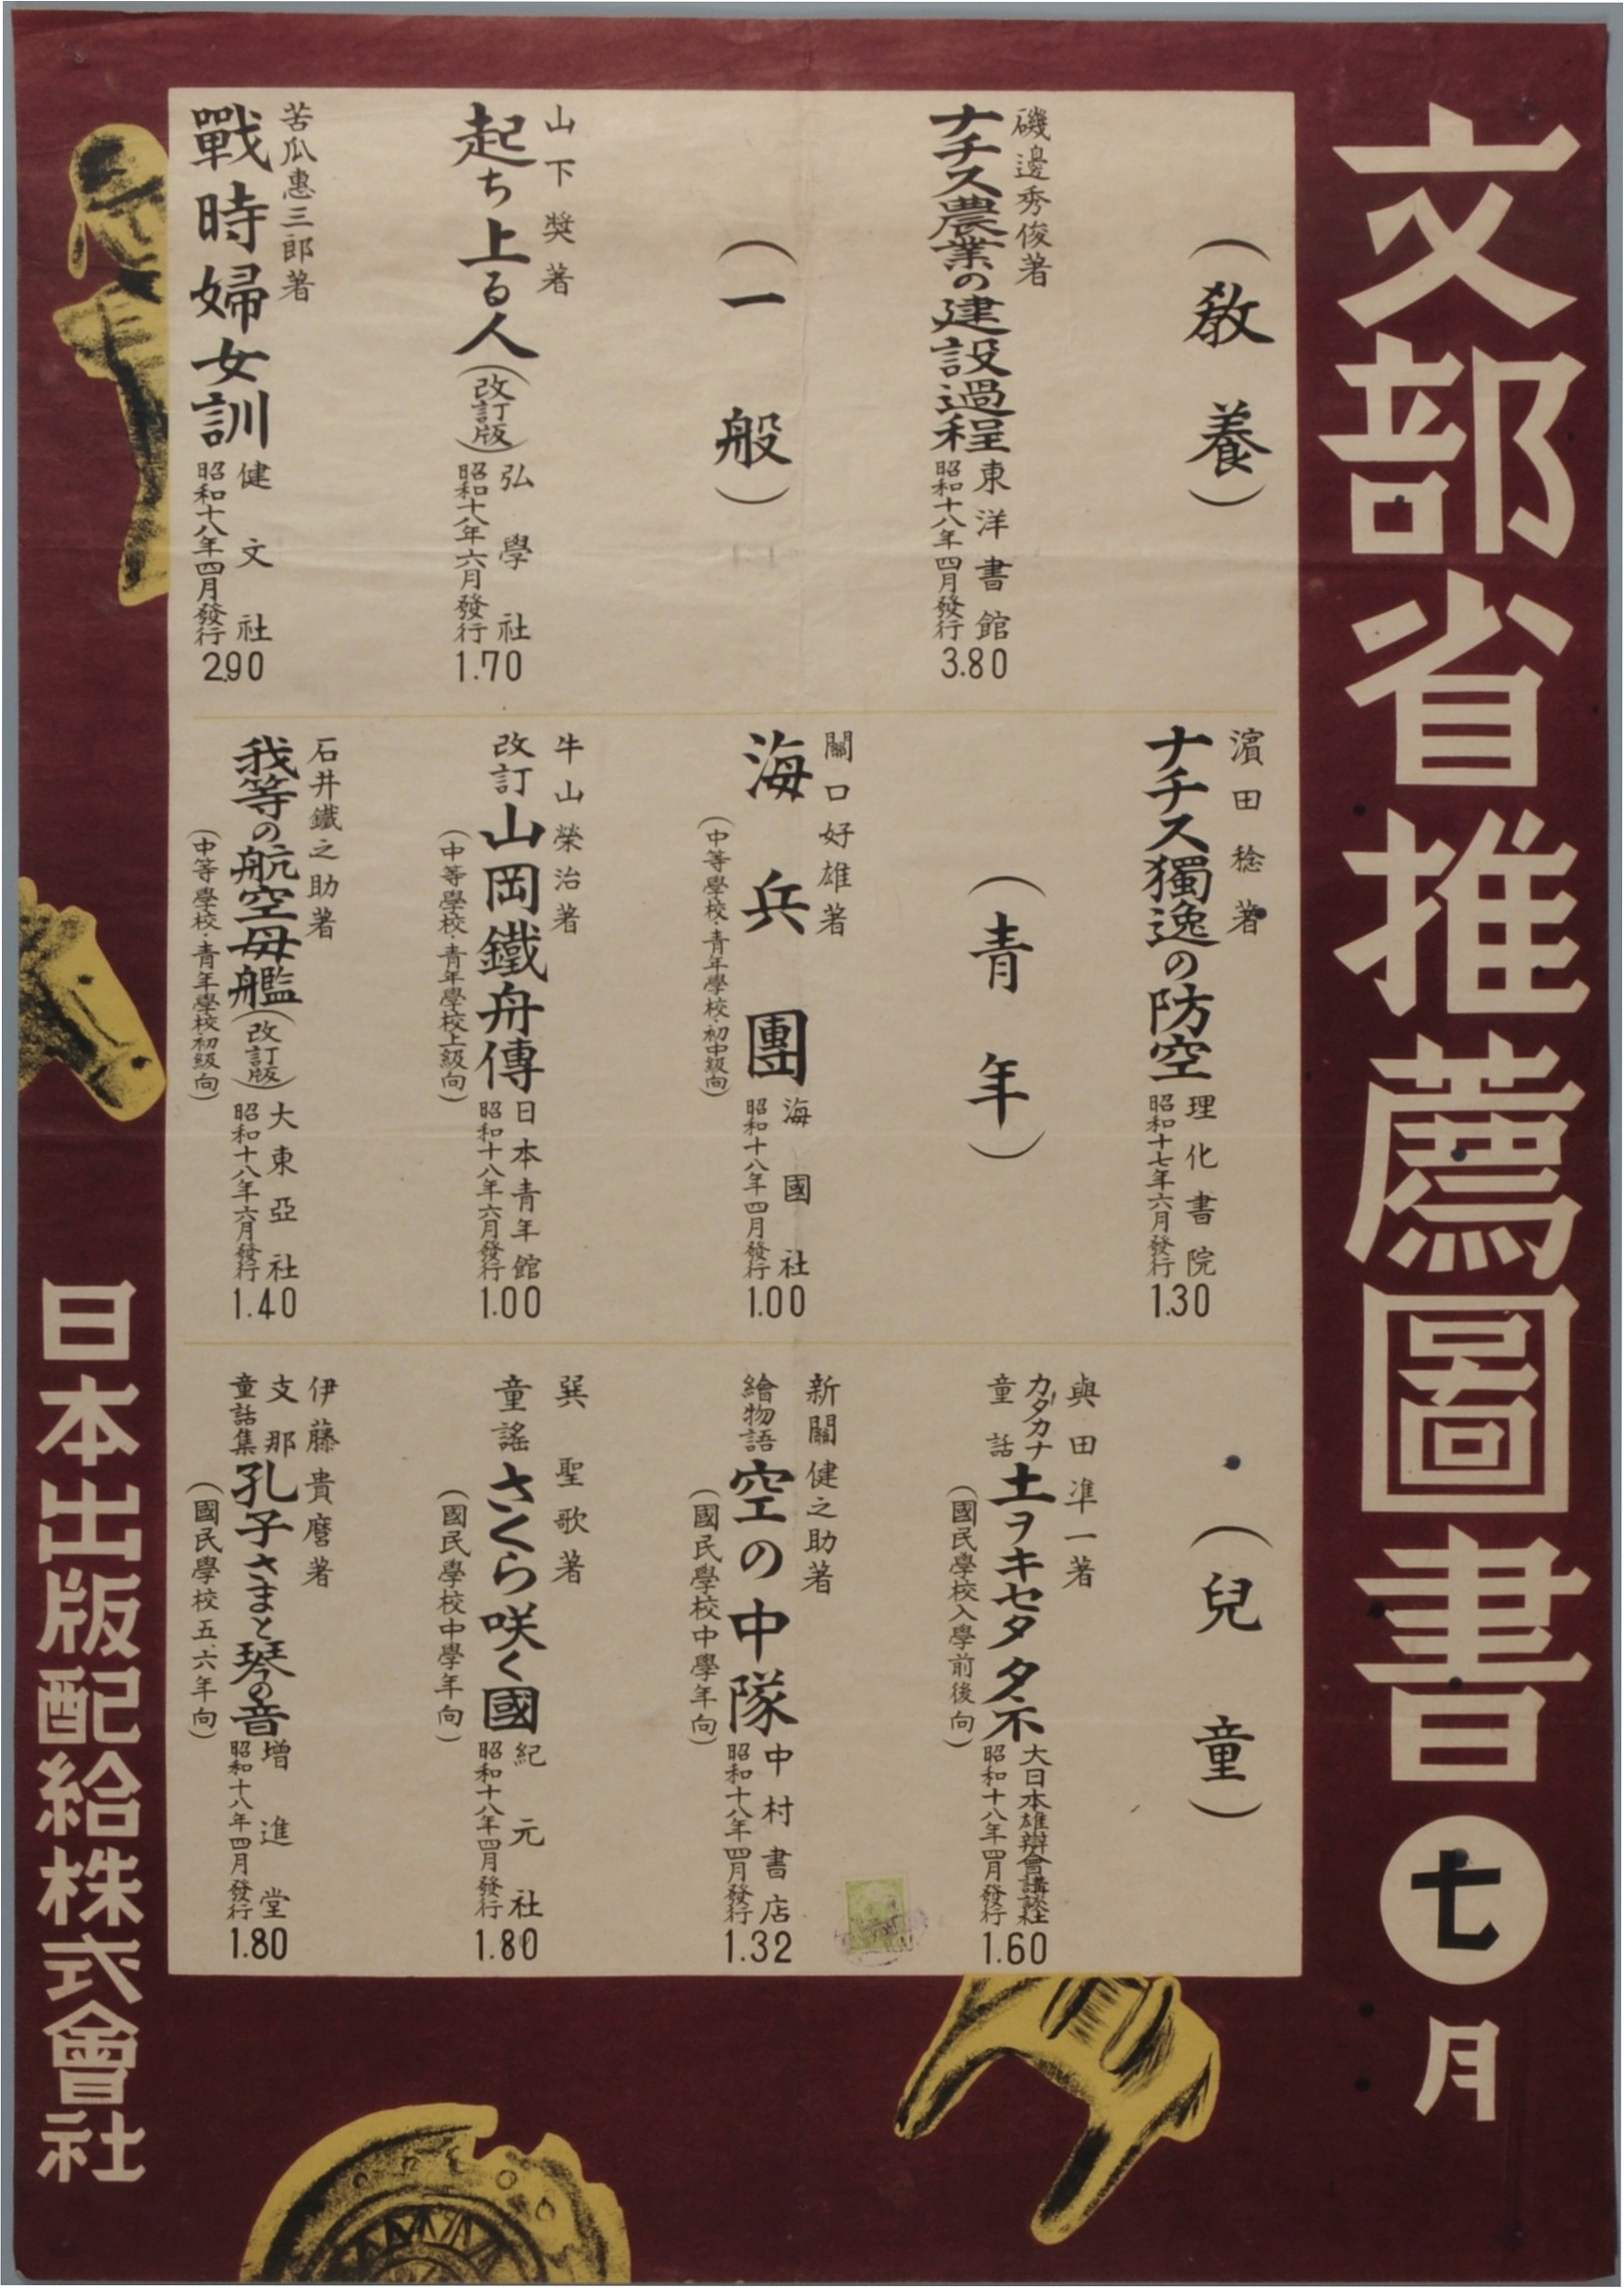 文部省推薦圖書
七月
(教養)
磯邊秀俊著
ナチス農業の建設過程
東洋書館
昭和十八年四月發行
3.80
(一般)
山下奬著
起ち上る人(改訂版)
弘學社
昭和十八年六月發行
1.70
苫瓜惠三郎著
戰時婦女訓
健文社
昭和十八年四月發行
2.90
濱田稔著
ナチス獨逸の防空
理化書院
昭和十七年六月發行
1.30
(青年)
關口好雄著
海兵團
(中等學校·青年學校·初中級向)
海國社
昭和十八年四月發行
1.00
牛山榮治著
改訂
山岡鐵舟傳
(中等學校·青年學校上級向)
日本青年館
昭和十八年六月發行
1.00
石井鐵之助著
我等の航空母艦(改訂版)
(中等學校·青年學校初級向)
大東亞社
昭和十八年六月發行
1.40
(兒童)
與田凖一著
カタカナ
童話
土ヲキセタタネ
(國民學校入學前後向)
大日本雄辯會講談社
昭和十八年四月發行
1.60
新關健之助著
繪物語
空の中隊
(國民學校中學年向)
中村書店
昭和十八年四月發行
1.32
巽聖歌著
童謠
さくら咲く國
(國民學校中學年向)
紀元社
昭和十八年四月發行
1.80
伊藤貴麿著
支那
童話集
孔子さまと琴の音
(國民學校五、六年向)
增進堂
昭和十八年四月發行
1.80
日本出版配給株式會社